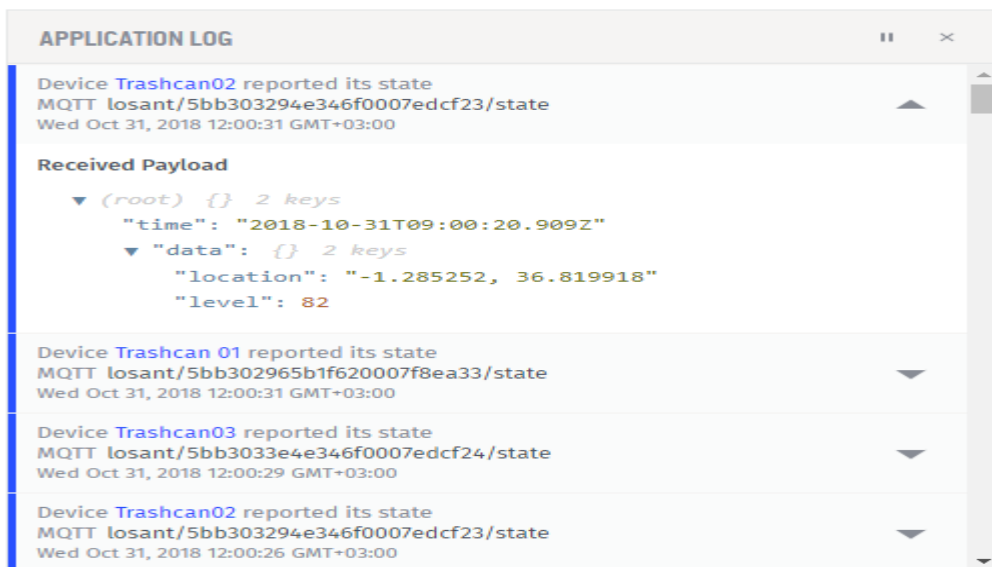 APPLICATION LOG
Device Trashcan02 reported its state
MQTT losant/5bb303294e346f0007edcf23/state
Wed Oct 31, 2018 12:00:31 GMT+03:00
Received Payload
(root) {} 2 keys
"time": "2018-10-31T09:00:20.909Z"
"data": {} 2 keys
"location": "-1.285252, 36.819918"
"level": 82
Device Trashcan 01 reported its state
MQTT losant/5bb302965b1f620007f8ea33/state
Wed Oct 31, 2018 12:00:31 GMT+03:00
Device Trashcan03 reported its state
MQTT losant/5bb3033e4e346f0007edcf24/state
Wed Oct 31, 2018 12:00:29 GMT+03:00
Device Trashcan02 reported its state
MQTT losant/5bb303294e346f0007edcf23/state
Wed Oct 31, 2018 12:00:26 GMT+03:00